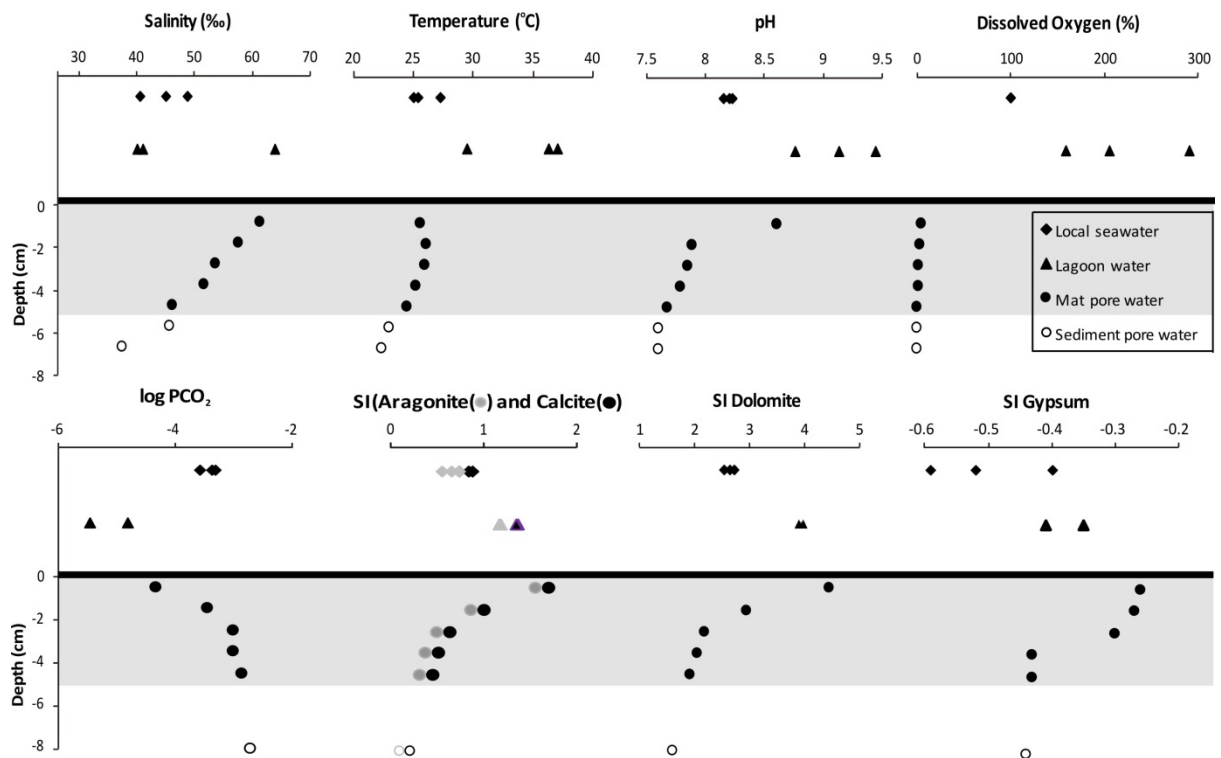 Salinity (‰) Temperature (°C) pH Dissolved Oxygen (%)
30 40 50 60 70 20 25 30 35 40 7.5 8 8.5 9 9.5 0 100 200 300
0
-2
-4
-6
-8
Depth (cm)
Local seawater
Lagoon water
Mat pore water
Sediment pore water
log PCO₂ SI (Aragonite( ) and Calcite( ) SI Dolomite SI Gypsum
-6 -4 -2 0 1 2 1 2 3 4 5 -0.6 -0.5 -0.4 -0.3 -0.2
0
-2
-4
-6
-8
Depth (cm)